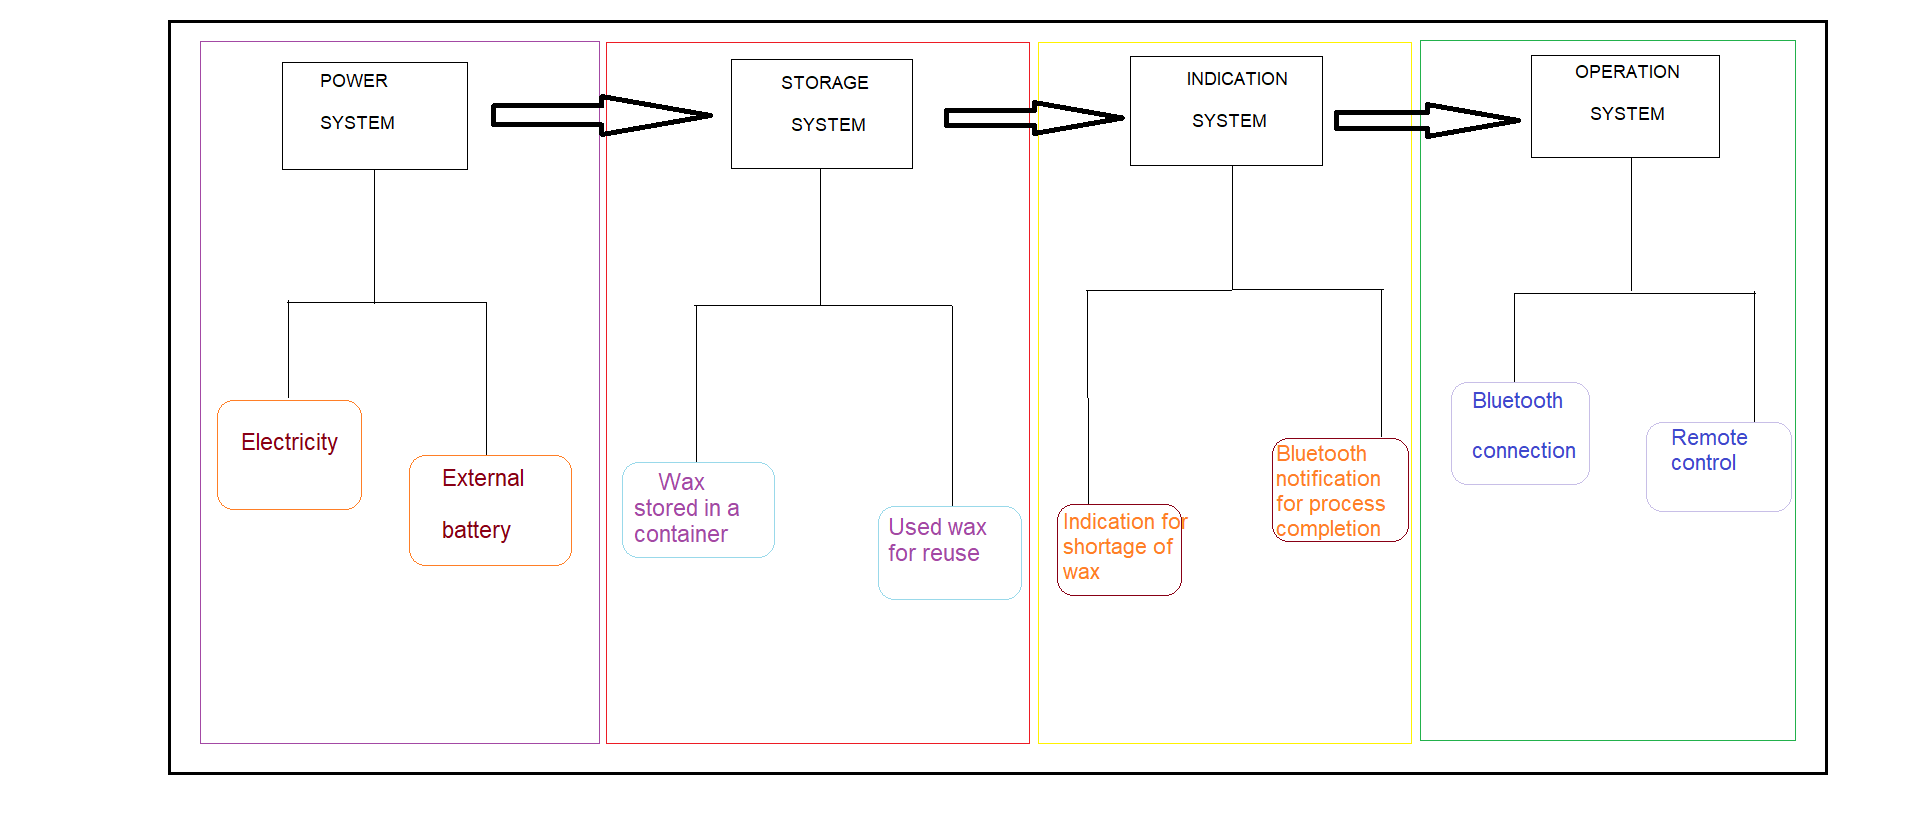 POWER
SYSTEM
STORAGE
SYSTEM
INDICATION
SYSTEM
OPERATION
SYSTEM
Electricity
External
battery
Wax
stored in a
container
Used wax
for reuse
Indication for
shortage of
wax
Bluetooth
notification
for process
completion
Bluetooth
connection
Remote
control